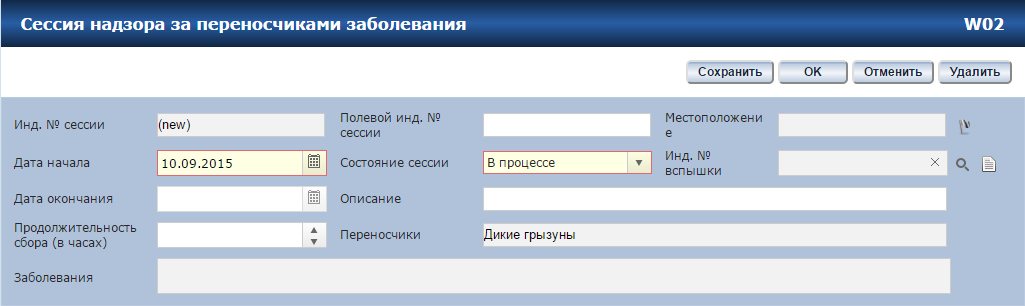 Сессия надзора за переносчиками заболевания W02
Сохранить OK Отменить Удалить
Инд. № сессии (new) Полевой инд. № сессии Местоположение
Дата начала 10.09.2015 Состояние сессии В процессе Инд. № вспышки
Дата окончания Описание
Продолжительность сбора (в часах) Переносчики Дикие грызуны
Заболевания